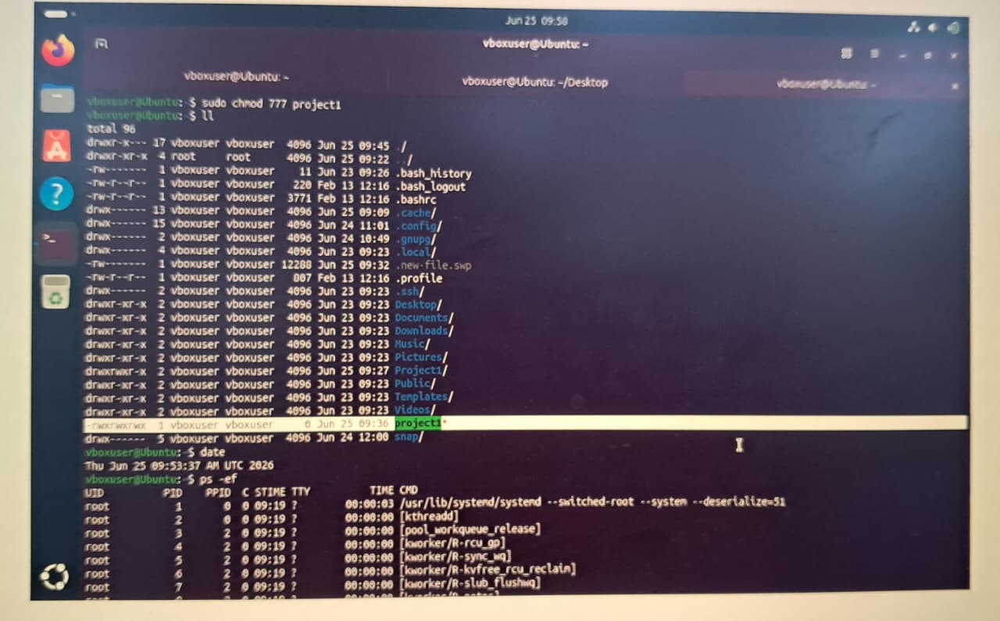 Jun 25 09:58
vboxuser@Ubuntu: ~
vboxuser@Ubuntu: ~
vboxuser@Ubuntu: ~/Desktop
vboxuser@Ubuntu: ~
vboxuser@Ubuntu:~$ sudo chmod 777 project1
vboxuser@Ubuntu:~$ ll
total 96
drwxr-x--- 17 vboxuser vboxuser 4096 Jun 25 09:45 ./
drwxr-xr-x 4 root root 4096 Jun 25 09:22 ../
-rw------- 1 vboxuser vboxuser 11 Jun 23 09:26 .bash_history
-rw-r--r-- 1 vboxuser vboxuser 220 Feb 13 12:16 .bash_logout
-rw-r--r-- 1 vboxuser vboxuser 3771 Feb 13 12:16 .bashrc
drwx------ 13 vboxuser vboxuser 4096 Jun 25 09:09 .cache/
drwx------ 15 vboxuser vboxuser 4096 Jun 24 11:01 .config/
drwx------ 2 vboxuser vboxuser 4096 Jun 24 10:49 .gnupg/
drwx------ 4 vboxuser vboxuser 4096 Jun 23 09:23 .local/
-rw------- 1 vboxuser vboxuser 12288 Jun 25 09:32 .new-file.swp
-rw-r--r-- 1 vboxuser vboxuser 807 Feb 13 12:16 .profile
drwx------ 2 vboxuser vboxuser 4096 Jun 23 09:23 .ssh/
drwxr-xr-x 2 vboxuser vboxuser 4096 Jun 23 09:23 Desktop/
drwxr-xr-x 2 vboxuser vboxuser 4096 Jun 23 09:23 Documents/
drwxr-xr-x 2 vboxuser vboxuser 4096 Jun 23 09:23 Downloads/
drwxr-xr-x 2 vboxuser vboxuser 4096 Jun 23 09:23 Music/
drwxr-xr-x 2 vboxuser vboxuser 4096 Jun 23 09:23 Pictures/
drwxrwxr-x 2 vboxuser vboxuser 4096 Jun 25 09:27 Project1/
drwxr-xr-x 2 vboxuser vboxuser 4096 Jun 23 09:23 Public/
drwxr-xr-x 2 vboxuser vboxuser 4096 Jun 23 09:23 Templates/
drwxr-xr-x 2 vboxuser vboxuser 4096 Jun 23 09:23 Videos/
-rwxrwxrwx 1 vboxuser vboxuser 0 Jun 25 09:36 project1*
drwx------ 5 vboxuser vboxuser 4096 Jun 24 12:00 snap/
vboxuser@Ubuntu:~$ date
Thu Jun 25 09:53:37 AM UTC 2026
vboxuser@Ubuntu:~$ ps -ef
UID PID PPID C STIME TTY TIME CMD
root 1 0 0 09:19 ? 00:00:03 /usr/lib/systemd/systemd --switched-root --system --deserialize=51
root 2 0 0 09:19 ? 00:00:00 [kthreadd]
root 3 2 0 09:19 ? 00:00:00 [pool_workqueue_release]
root 4 2 0 09:19 ? 00:00:00 [kworker/R-rcu_gp]
root 5 2 0 09:19 ? 00:00:00 [kworker/R-sync_wq]
root 6 2 0 09:19 ? 00:00:00 [kworker/R-kvfree_rcu_reclaim]
root 7 2 0 09:19 ? 00:00:00 [kworker/R-slub_flushwq]